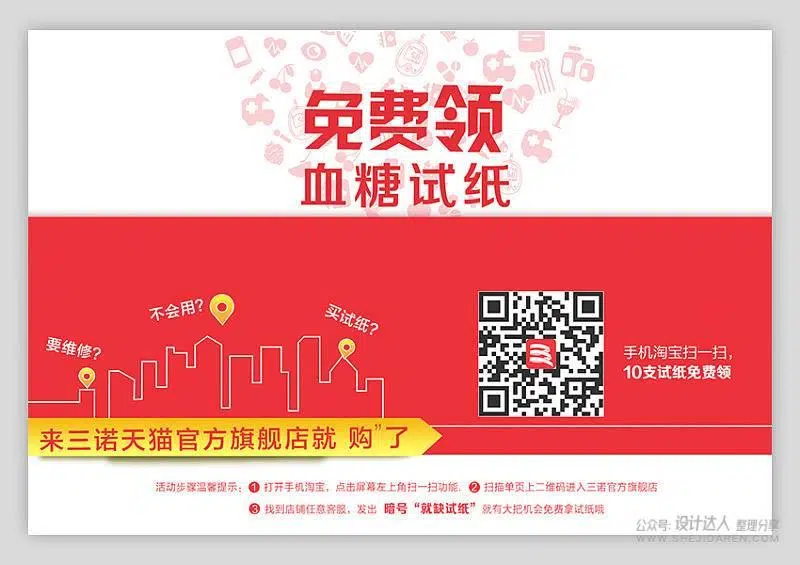 免费领
血糖试纸
不会用?
买试纸?
要维修?
手机淘宝扫一扫,
10支试纸免费领
来三诺天猫官方旗舰店就 购”了
活动步骤温馨提示: 1 打开手机淘宝, 点击屏幕左上角扫一扫功能. 2 扫描单页上二维码进入三诺官方旗舰店
3 找到店铺任意客服, 发出 暗号“就缺试纸” 就有大把机会免费拿试纸哦
公众号: 设计达人 整理分享
WWW.SHEJIDAREN.COM